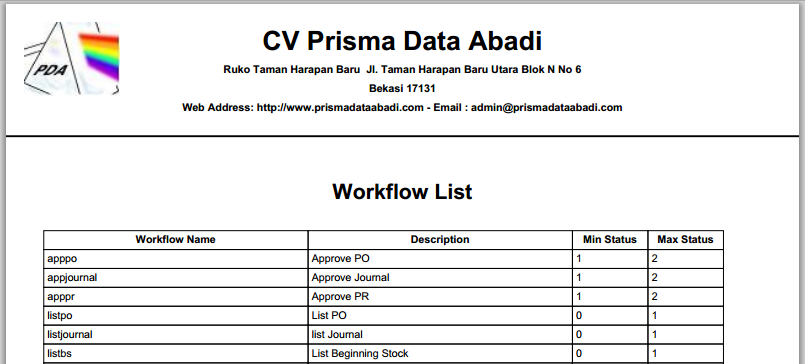 PDA
CV Prisma Data Abadi
Ruko Taman Harapan Baru  Jl. Taman Harapan Baru Utara Blok N No 6
Bekasi 17131
Web Address: http://www.prismadataabadi.com - Email : admin@prismadataabadi.com
Workflow List
Workflow Name Description Min Status Max Status
apppo Approve PO 1 2
appjournal Approve Journal 1 2
apppr Approve PR 1 2
listpo List PO 0 1
listjournal list Journal 0 1
listbs List Beginning Stock 0 1